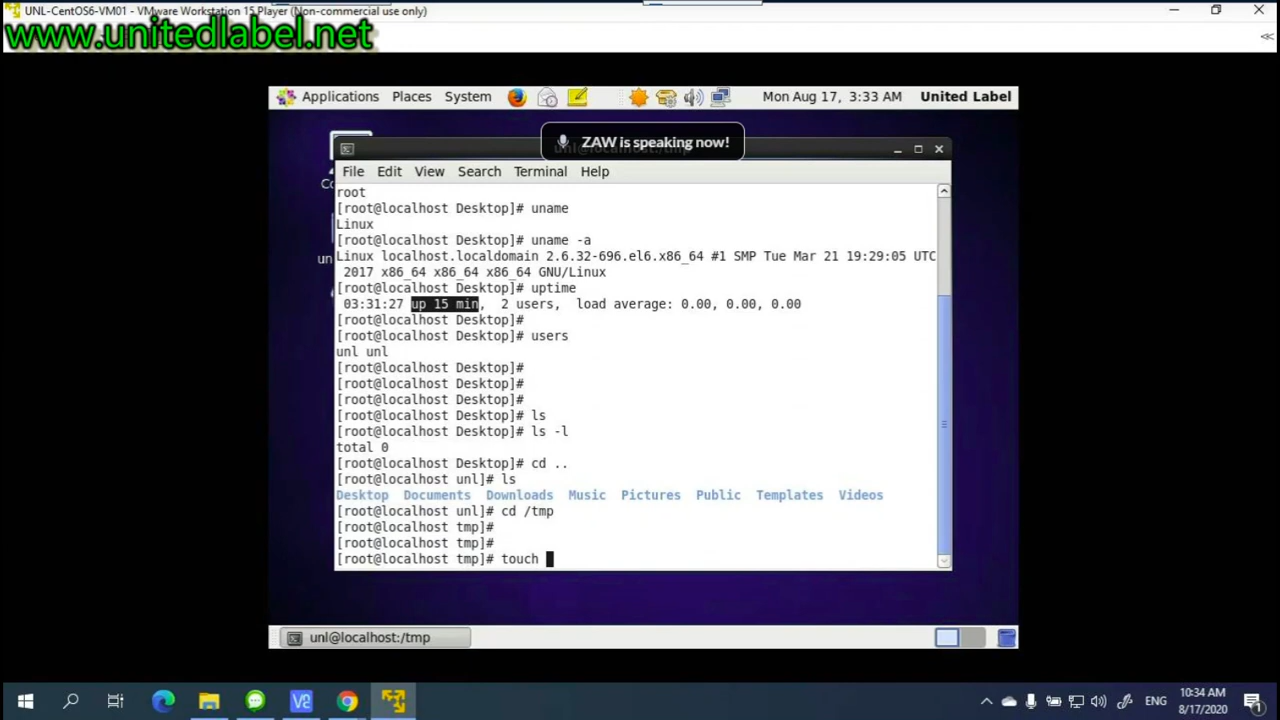 UNL-CentOS6-VM01 - VMware Workstation 15 Player (Non-commercial use only)
www.unitedlabel.net
Applications Places System Mon Aug 17, 3:33 AM United Label
ZAW is speaking now!
File Edit View Search Terminal Help
root
[root@localhost Desktop]# uname
Linux
[root@localhost Desktop]# uname -a
Linux localhost.localdomain 2.6.32-696.el6.x86_64 #1 SMP Tue Mar 21 19:29:05 UTC
2017 x86_64 x86_64 x86_64 GNU/Linux
[root@localhost Desktop]# uptime
03:31:27 up 15 min, 2 users, load average: 0.00, 0.00, 0.00
[root@localhost Desktop]#
[root@localhost Desktop]# users
unl unl
[root@localhost Desktop]#
[root@localhost Desktop]#
[root@localhost Desktop]#
[root@localhost Desktop]# ls
[root@localhost Desktop]# ls -l
total 0
[root@localhost Desktop]# cd ..
[root@localhost unl]# ls
Desktop Documents Downloads Music Pictures Public Templates Videos
[root@localhost unl]# cd /tmp
[root@localhost tmp]#
[root@localhost tmp]#
[root@localhost tmp]# touch
unl@localhost:/tmp
ENG
10:34 AM
8/17/2020